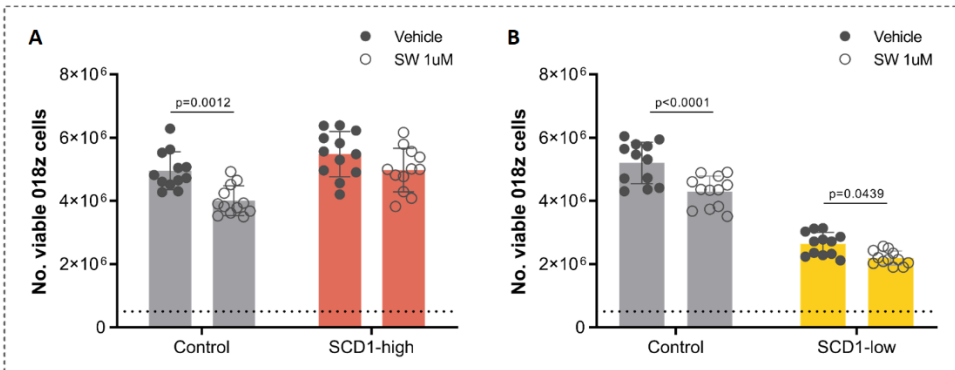 A
Vehicle
SW 1uM
No. viable 018z cells
8×10⁶
6×10⁶
4×10⁶
2×10⁶
0
p=0.0012
Control
SCD1-high
B
Vehicle
SW 1uM
No. viable 018z cells
8×10⁶
6×10⁶
4×10⁶
2×10⁶
0
p<0.0001
p=0.0439
Control
SCD1-low